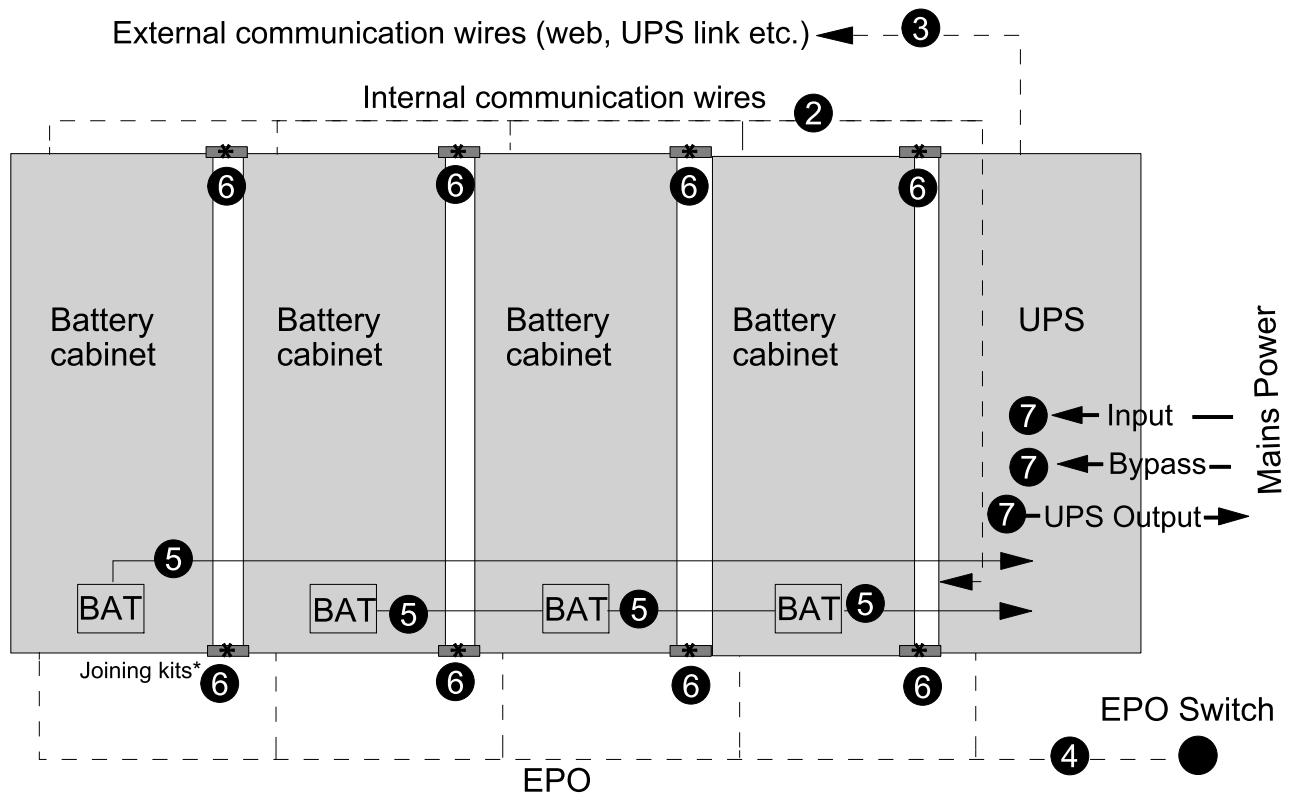 External communication wires (web, UPS link etc.) 3
Internal communication wires 2
* * * *
6 6 6 6
Battery
cabinet
Battery
cabinet
Battery
cabinet
Battery
cabinet
UPS
Mains Power
7 Input
7 Bypass
7 UPS Output
5
BAT BAT 5 BAT 5 BAT 5
* * * *
Joining kits* 6 6 6 6
EPO Switch
4
EPO